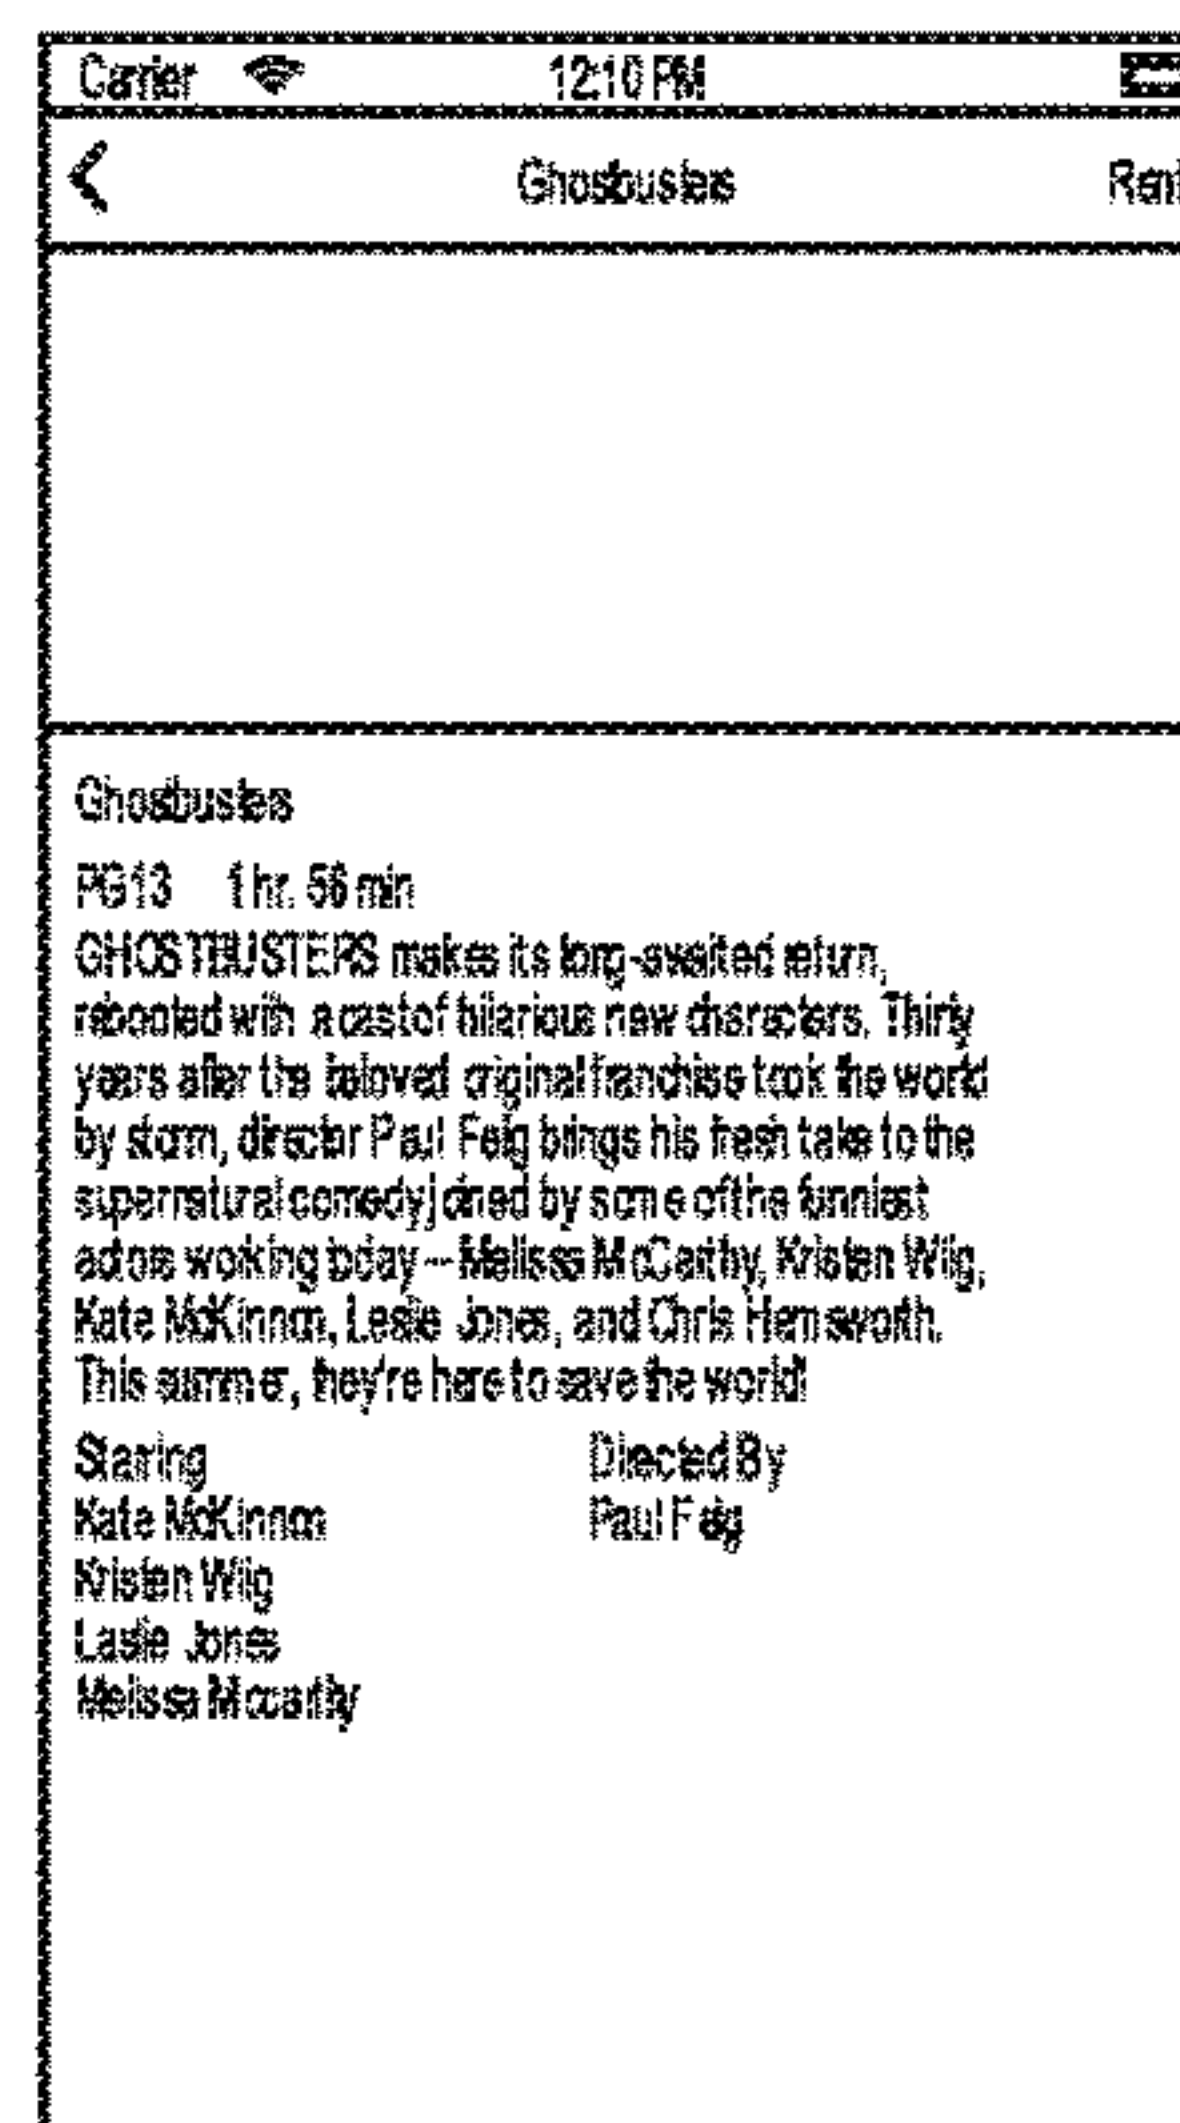 Carrier 12:10 PM
Ghostbusters
Ghostbusters
PG13 1 hr. 56 min
GHOSTBUSTERS makes its long-awaited return,
rebooted with a cast of hilarious new characters. Thirty
years after the beloved original franchise took the world
by storm, director Paul Feig brings his fresh take to the
supernatural comedy, joined by some of the funniest
actors working today -- Melissa McCarthy, Kristen Wiig,
Kate McKinnon, Leslie Jones, and Chris Hemsworth.
This summer, they're here to save the world!
Starring Directed By
Kate McKinnon Paul Feig
Kristen Wiig
Leslie Jones
Melissa Mccarthy